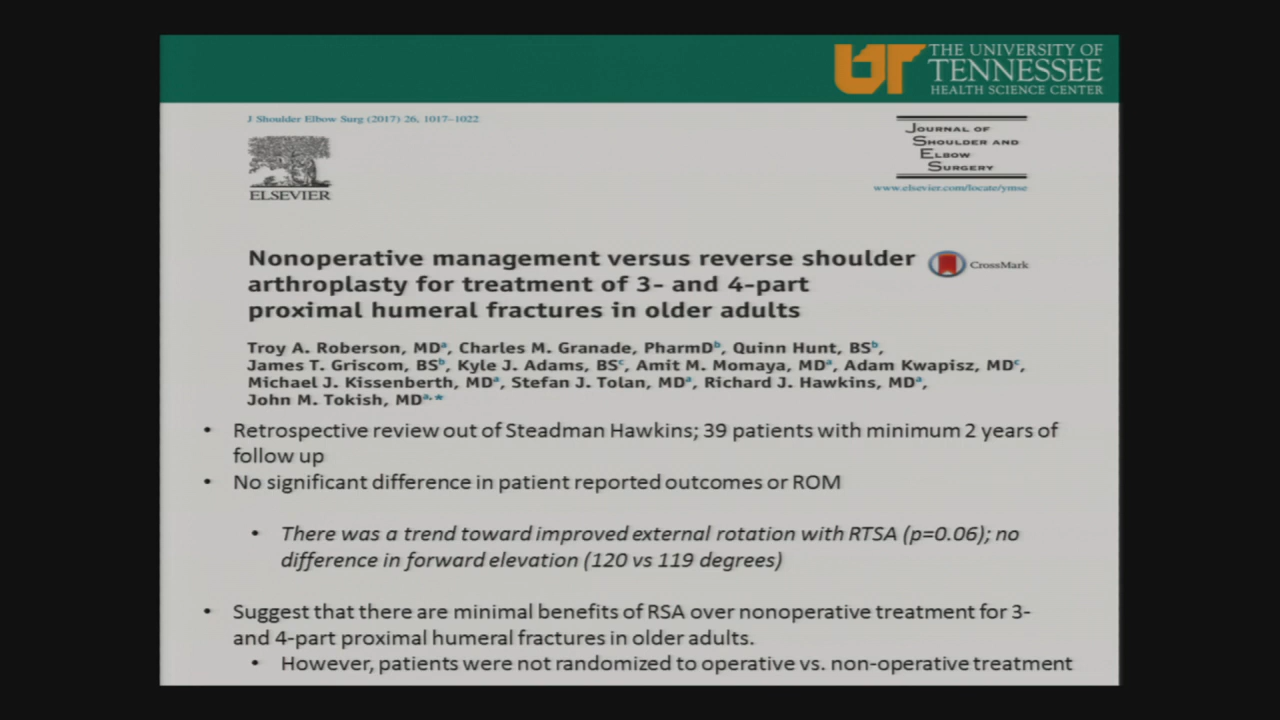 UT THE UNIVERSITY OF
TENNESSEE
HEALTH SCIENCE CENTER
J Shoulder Elbow Surg (2017) 26, 1017–1022
JOURNAL OF
SHOULDER AND
ELBOW
SURGERY
ELSEVIER
www.elsevier.com/locate/ymse
Nonoperative management versus reverse shoulder
arthroplasty for treatment of 3- and 4-part
proximal humeral fractures in older adults
CrossMark
Troy A. Roberson, MDᵃ, Charles M. Granade, PharmDᵇ, Quinn Hunt, BSᵇ,
James T. Griscom, BSᵇ, Kyle J. Adams, BSᶜ, Amit M. Momaya, MDᵃ, Adam Kwapisz, MDᶜ,
Michael J. Kissenberth, MDᵃ, Stefan J. Tolan, MDᵃ, Richard J. Hawkins, MDᵃ,
John M. Tokish, MDᵃ,*
• Retrospective review out of Steadman Hawkins; 39 patients with minimum 2 years of
follow up
• No significant difference in patient reported outcomes or ROM
• There was a trend toward improved external rotation with RTSA (p=0.06); no
difference in forward elevation (120 vs 119 degrees)
• Suggest that there are minimal benefits of RSA over nonoperative treatment for 3-
and 4-part proximal humeral fractures in older adults.
• However, patients were not randomized to operative vs. non-operative treatment